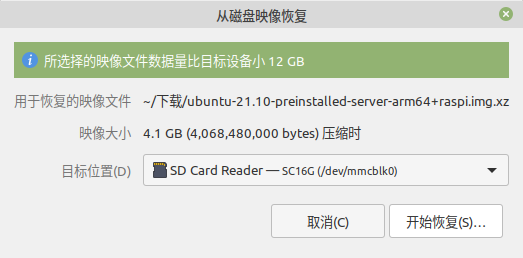 从磁盘映像恢复
所选择的映像文件数据量比目标设备小 12 GB
用于恢复的映像文件 ~/下载/ubuntu-21.10-preinstalled-server-arm64+raspi.img.xz
映像大小 4.1 GB (4,068,480,000 bytes) 压缩时
目标位置(D) SD Card Reader — SC16G (/dev/mmcblk0)
取消(C) 开始恢复(S)...